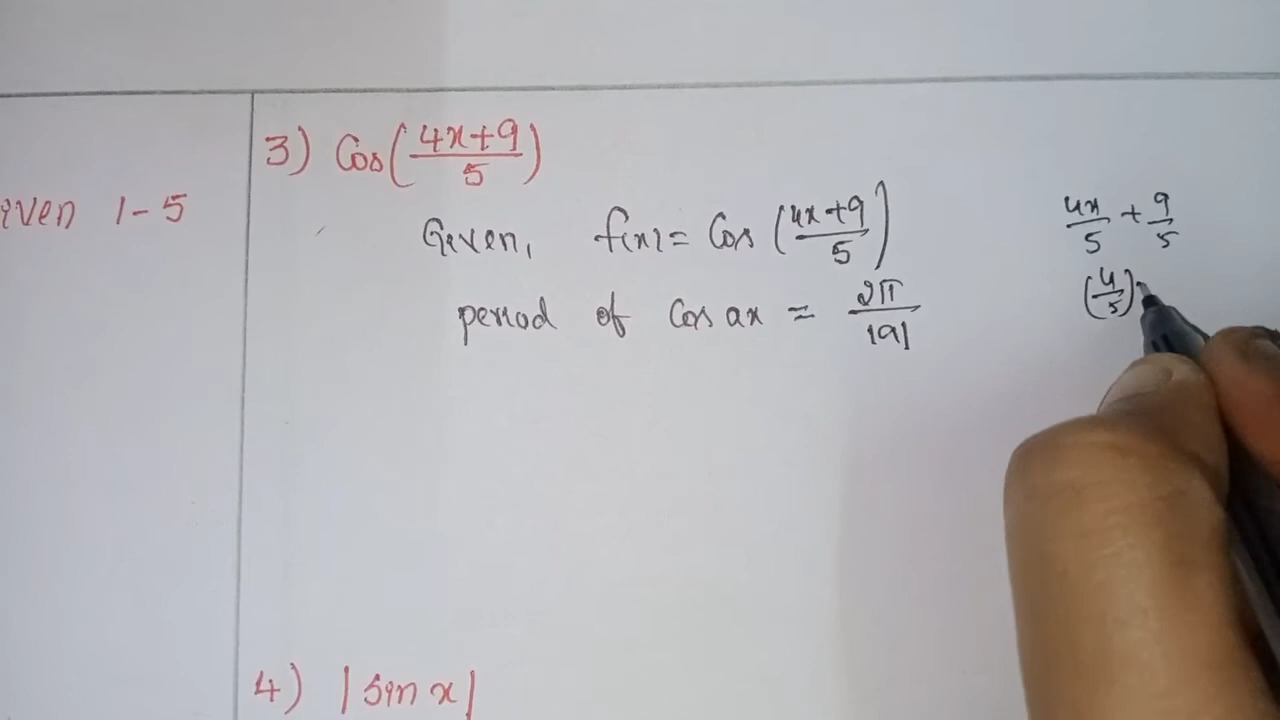 iven 1-5
3) Cos(4x+9/5)
Given, f(x)= Cos (4x+9/5)
period of Cos ax = 2π/|a|
4x/5 + 9/5
(4/5)
4) |sin x|